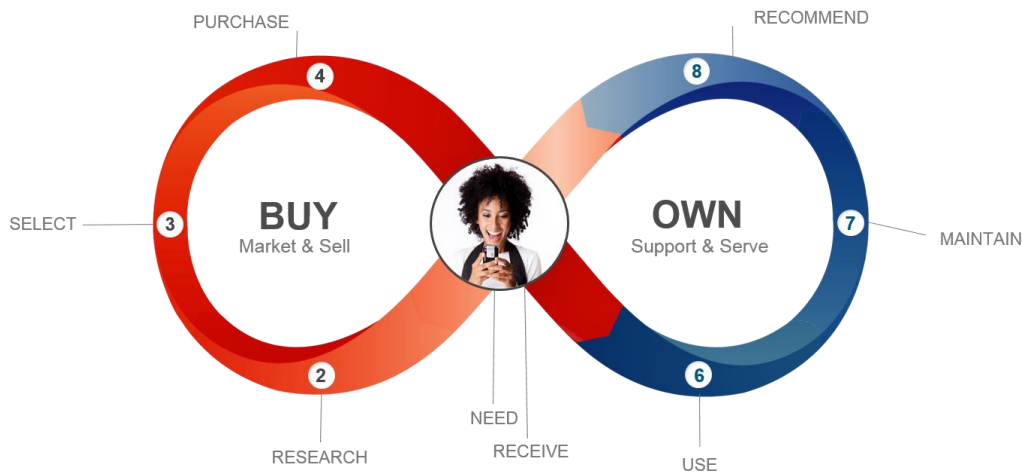 PURCHASE
RECOMMEND
4
8
SELECT
3
BUY
Market & Sell
OWN
Support & Serve
7
MAINTAIN
2
6
NEED
RECEIVE
RESEARCH
USE